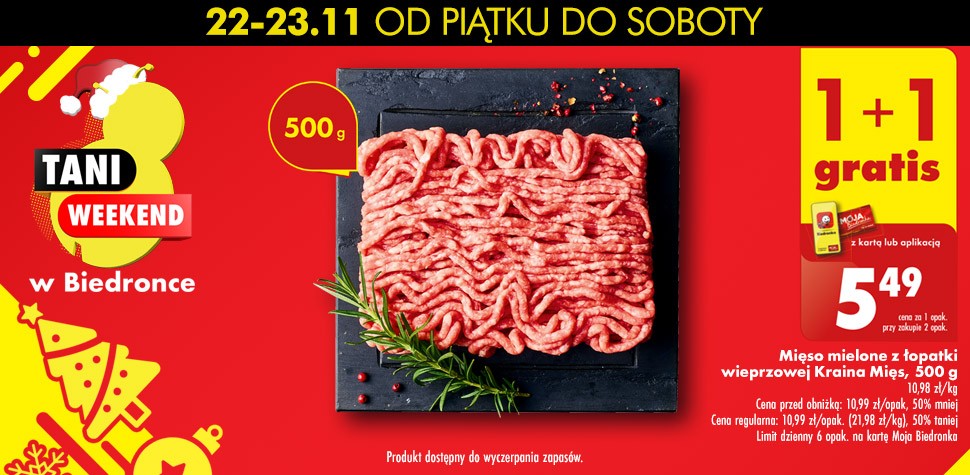 22-23.11 OD PIĄTKU DO SOBOTY
TANI
WEEKEND
w Biedronce
500 g
1+1
gratis
MOJA
Biedronka
z kartą lub aplikacją
5 49
cena za 1 opak.
przy zakupie 2 opak.
Mięso mielone z łopatki
wieprzowej Kraina Mięs, 500 g
10,98 zł/kg
Cena przed obniżką: 10,99 zł/opak, 50% mniej
Cena regularna: 10,99 zł/opak. (21,98 zł/kg), 50% taniej
Limit dzienny 6 opak. na kartę Moja Biedronka
Produkt dostępny do wyczerpania zapasów.